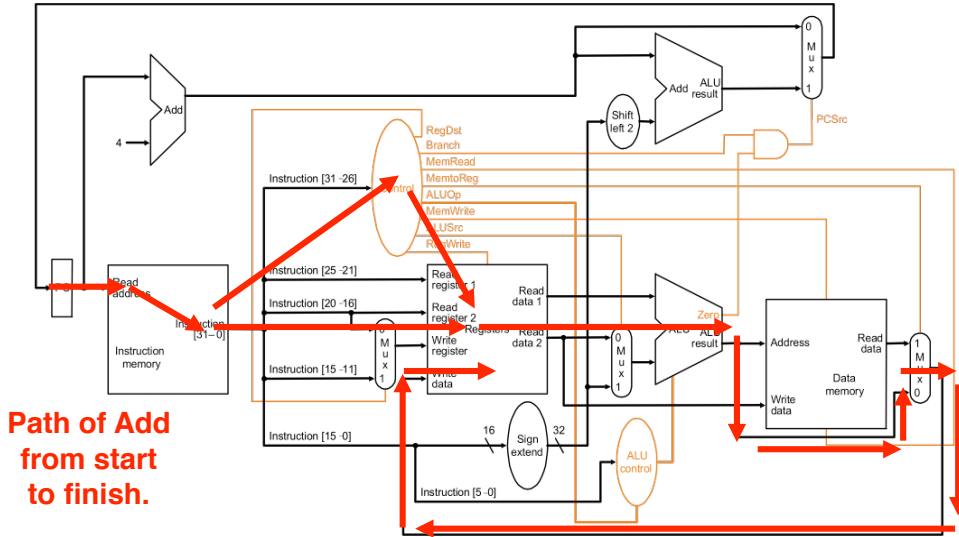 0
M
u
x
1
Add
ALU
result
Add
4
Shift
left 2
PCSrc
RegDst
Branch
MemRead
MemtoReg
ALUOp
MemWrite
ALUSrc
RegWrite
Control
Instruction [31–26]
Instruction [25–21]
Instruction [20–16]
Instruction [15–11]
Instruction [15–0]
Instruction [5–0]
PC
Read
address
Instruction
[31–0]
Instruction
memory
0
M
u
x
1
Read
register 1
Read
register 2
Write
register
Write
data
Registers
Read
data 1
Read
data 2
0
M
u
x
1
Zero
ALU
ALU
result
Address
Write
data
Read
data
Data
memory
1
M
u
x
0
16
Sign
extend
32
ALU
control
Path of Add
from start
to finish.